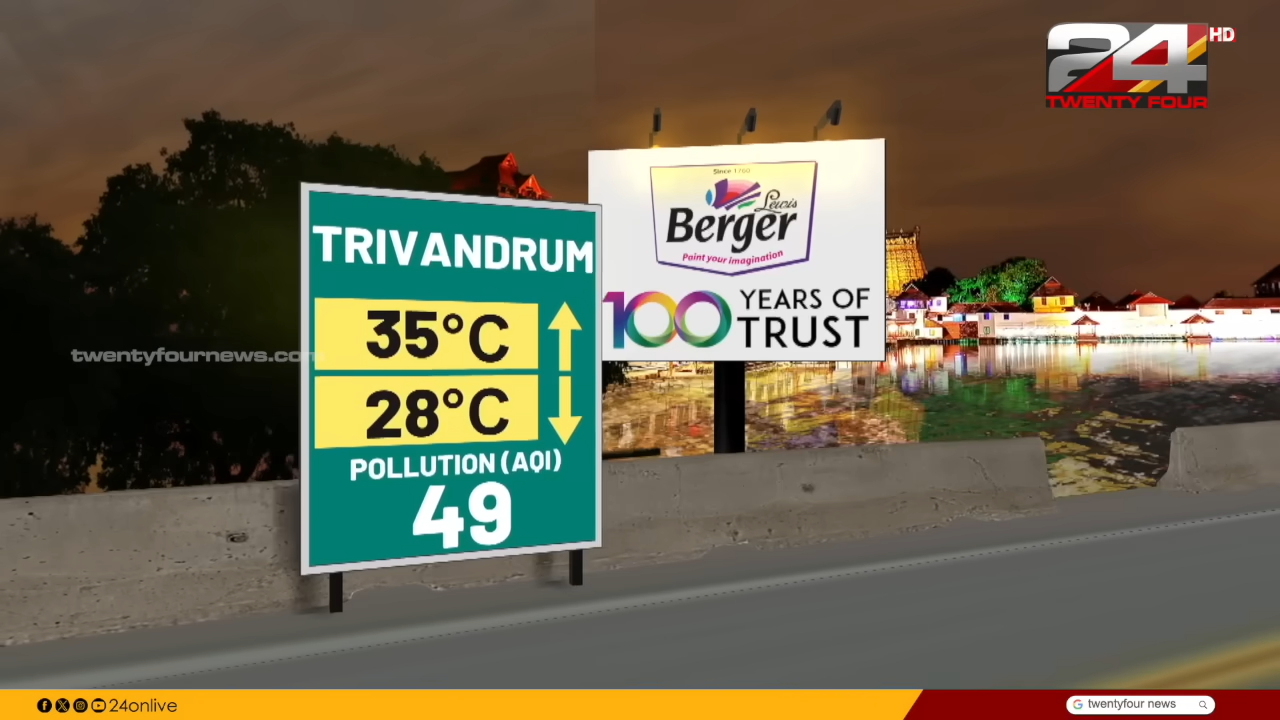 24 HD
TWENTY FOUR
TRIVANDRUM
35°C
28°C
POLLUTION (AQI)
49
Since 1760
Lewis
Berger
Paint your imagination
100 YEARS OF
TRUST
twentyfournews.com
24onlive
twentyfour news